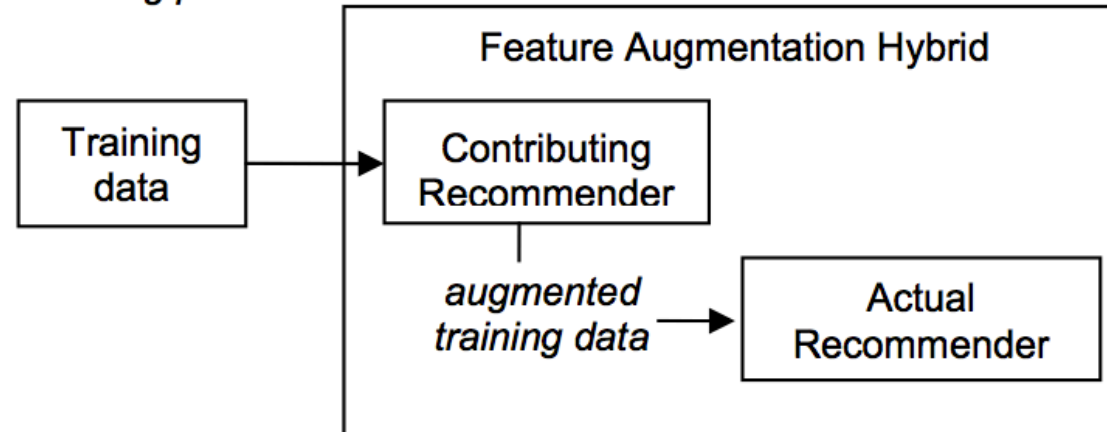 Feature Augmentation Hybrid
Training
data
Contributing
Recommender
augmented
training data
Actual
Recommender